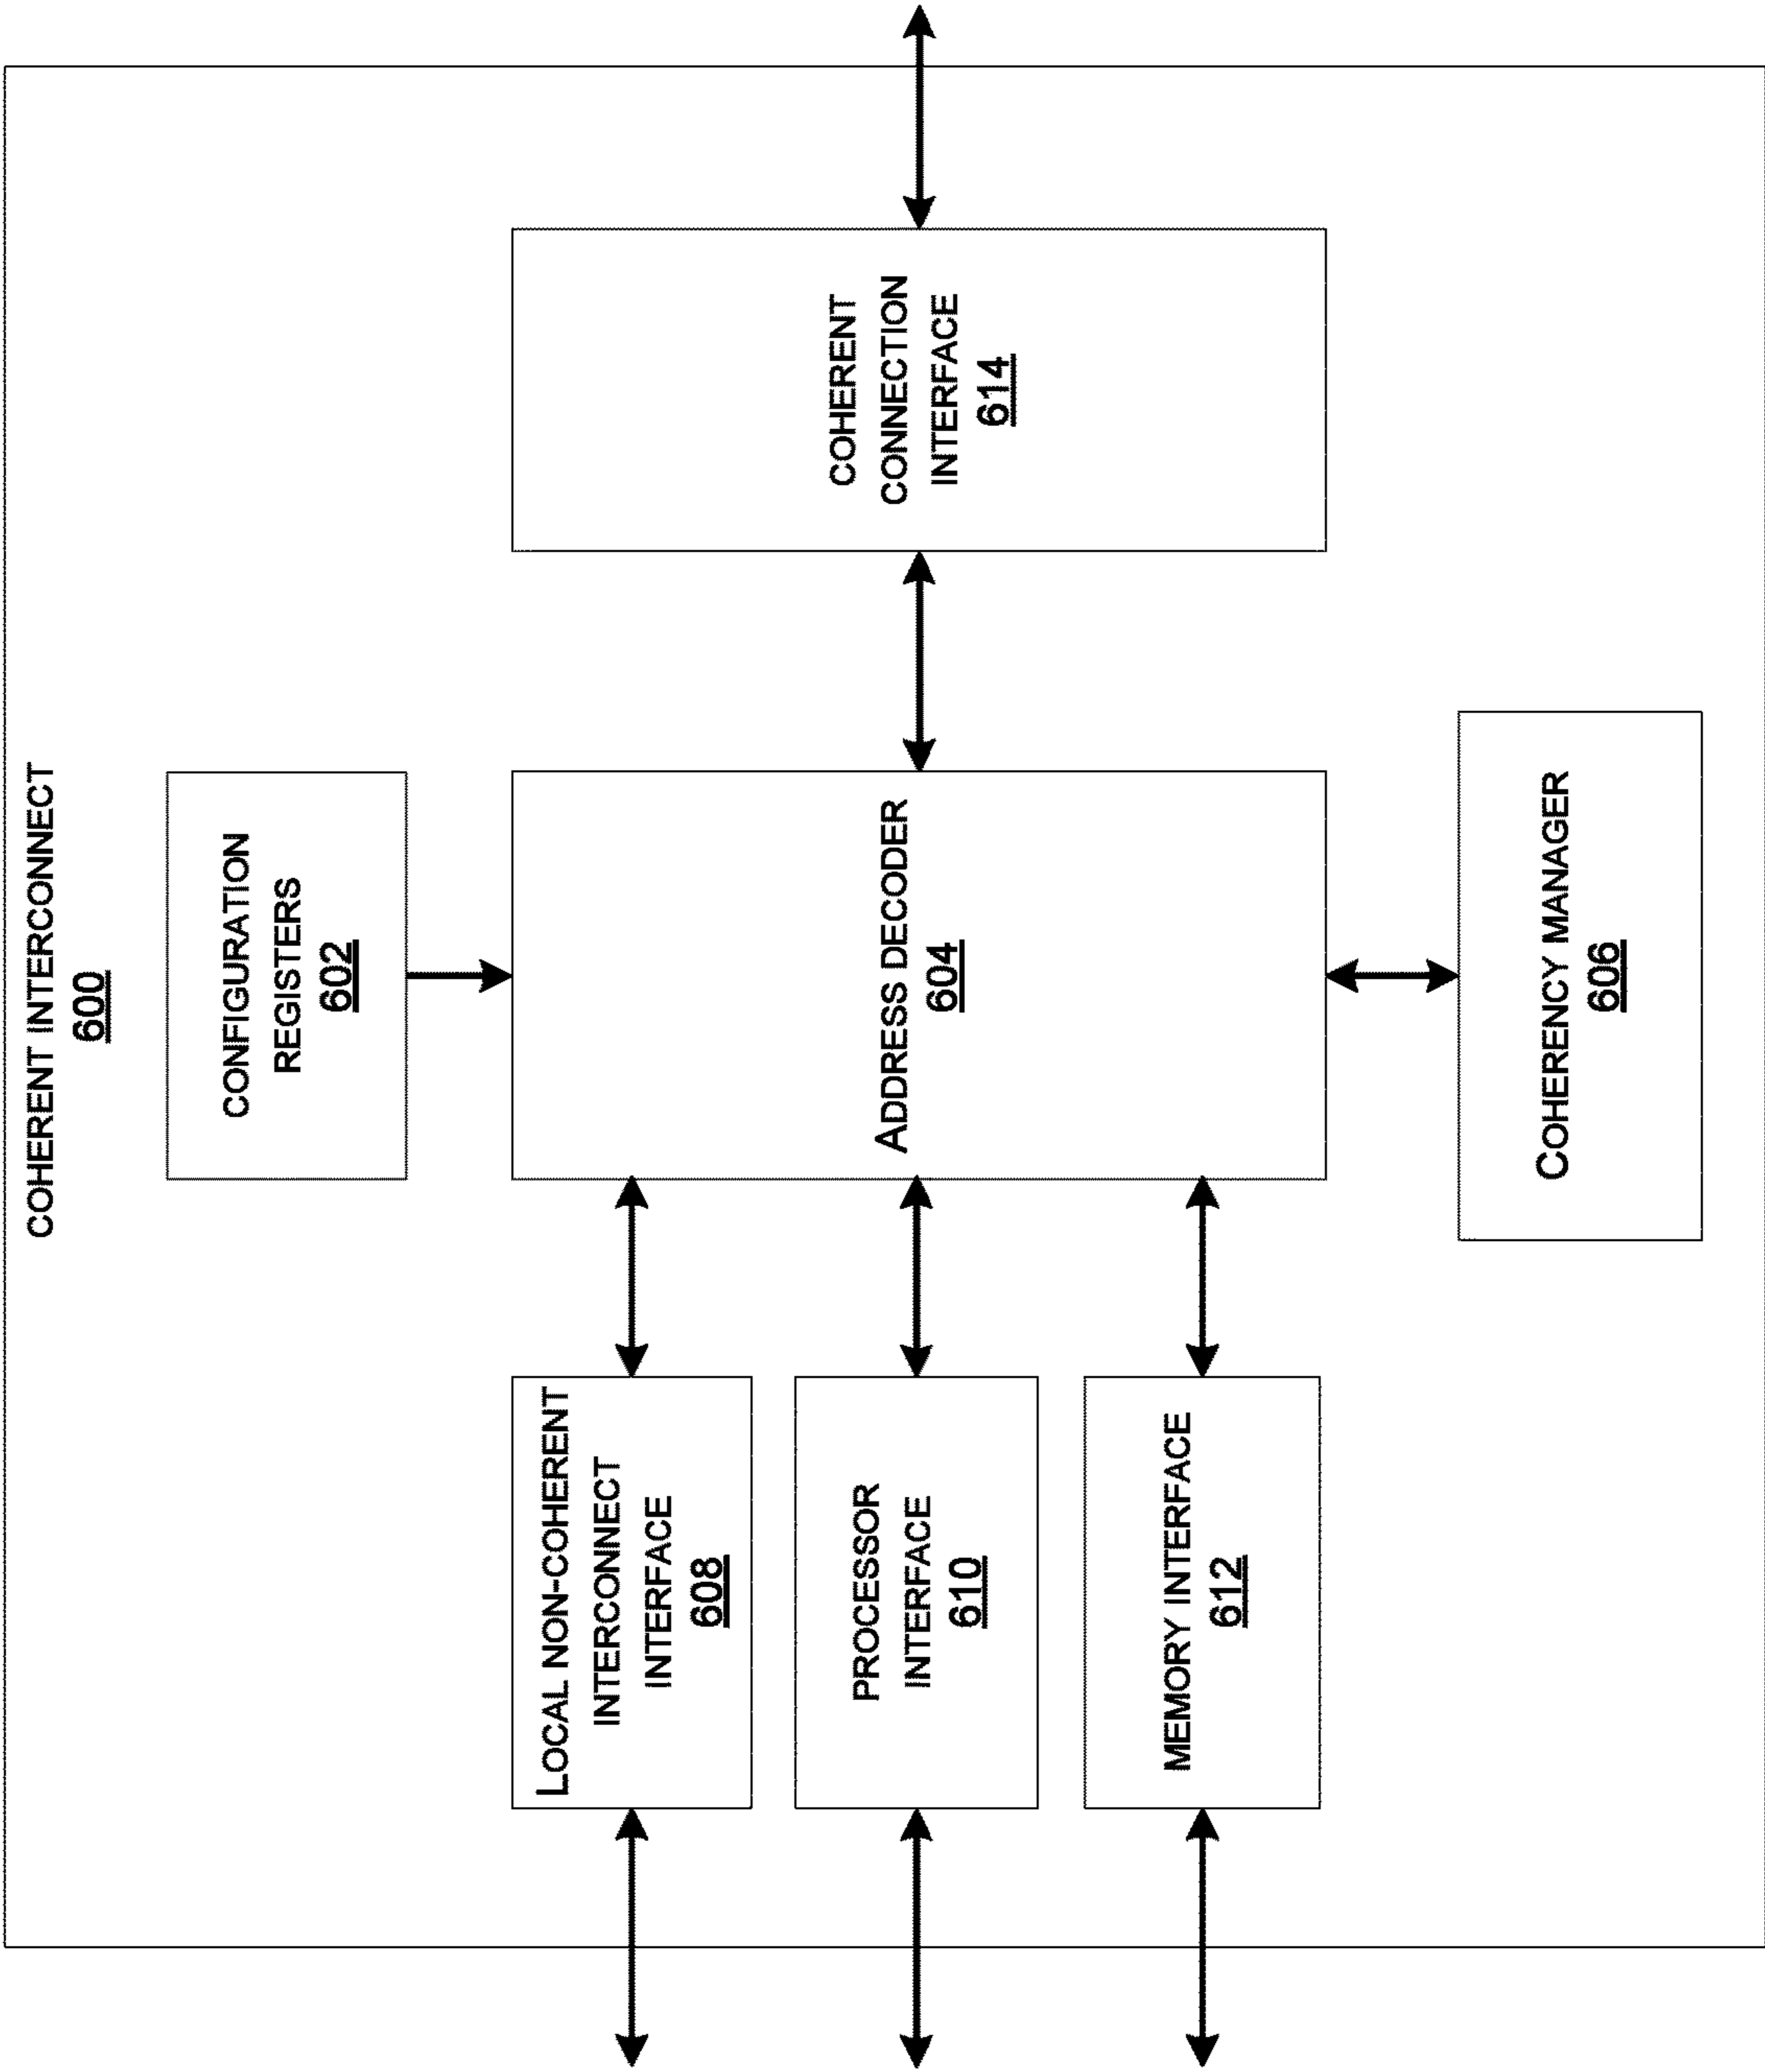 COHERENT INTERCONNECT
600
CONFIGURATION
REGISTERS
602
LOCAL NON-COHERENT
INTERCONNECT
INTERFACE
608
PROCESSOR
INTERFACE
610
MEMORY INTERFACE
612
ADDRESS DECODER
604
COHERENT
CONNECTION
INTERFACE
614
COHERENCY MANAGER
606